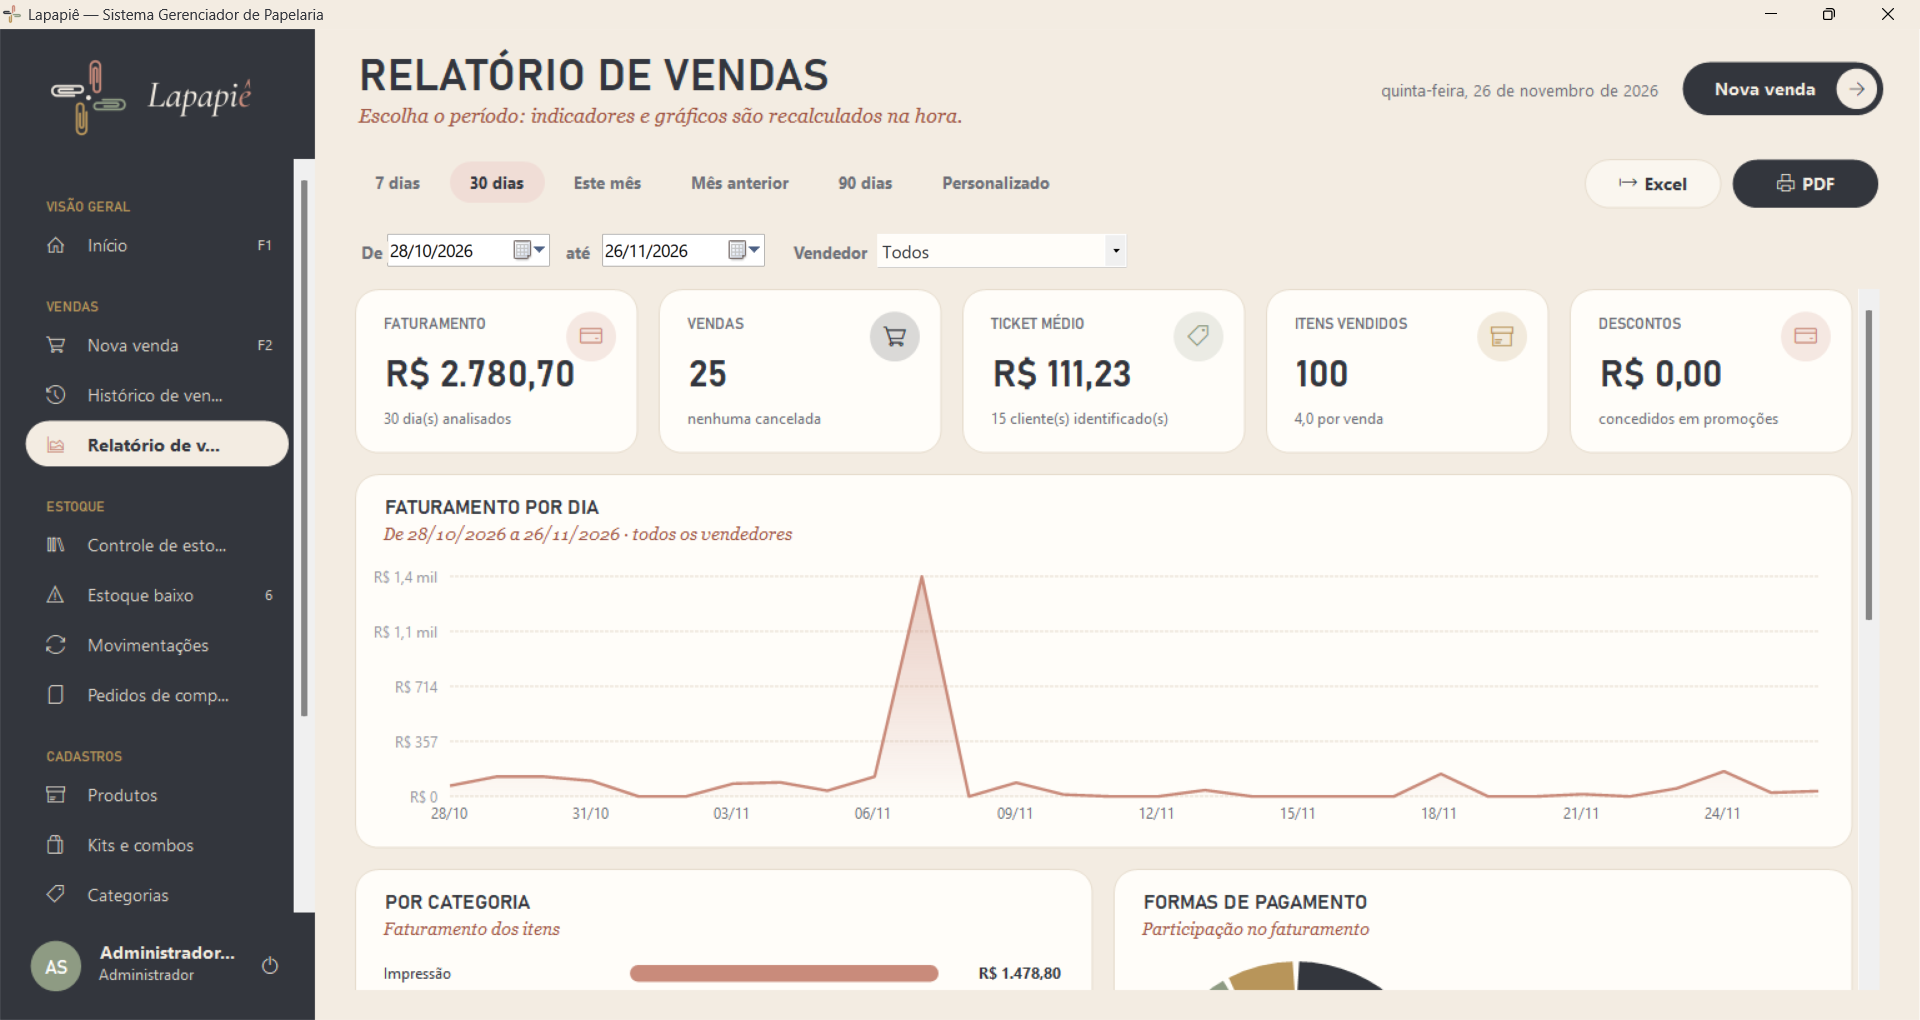 Lapapiê — Sistema Gerenciador de Papelaria
Lapapiê
VISÃO GERAL
Início F1
VENDAS
Nova venda F2
Histórico de ven...
Relatório de v...
ESTOQUE
Controle de esto...
Estoque baixo 6
Movimentações
Pedidos de comp...
CADASTROS
Produtos
Kits e combos
Categorias
AS
Administrador...
Administrador
RELATÓRIO DE VENDAS
Escolha o período: indicadores e gráficos são recalculados na hora.
quinta-feira, 26 de novembro de 2026
Nova venda
7 dias 30 dias Este mês Mês anterior 90 dias Personalizado
Excel PDF
De 28/10/2026 até 26/11/2026 Vendedor Todos
FATURAMENTO
R$ 2.780,70
30 dia(s) analisados
VENDAS
25
nenhuma cancelada
TICKET MÉDIO
R$ 111,23
15 cliente(s) identificado(s)
ITENS VENDIDOS
100
4,0 por venda
DESCONTOS
R$ 0,00
concedidos em promoções
FATURAMENTO POR DIA
De 28/10/2026 a 26/11/2026 · todos os vendedores
R$ 1,4 mil
R$ 1,1 mil
R$ 714
R$ 357
R$ 0
28/10 31/10 03/11 06/11 09/11 12/11 15/11 18/11 21/11 24/11
POR CATEGORIA
Faturamento dos itens
Impressão R$ 1.478,80
FORMAS DE PAGAMENTO
Participação no faturamento